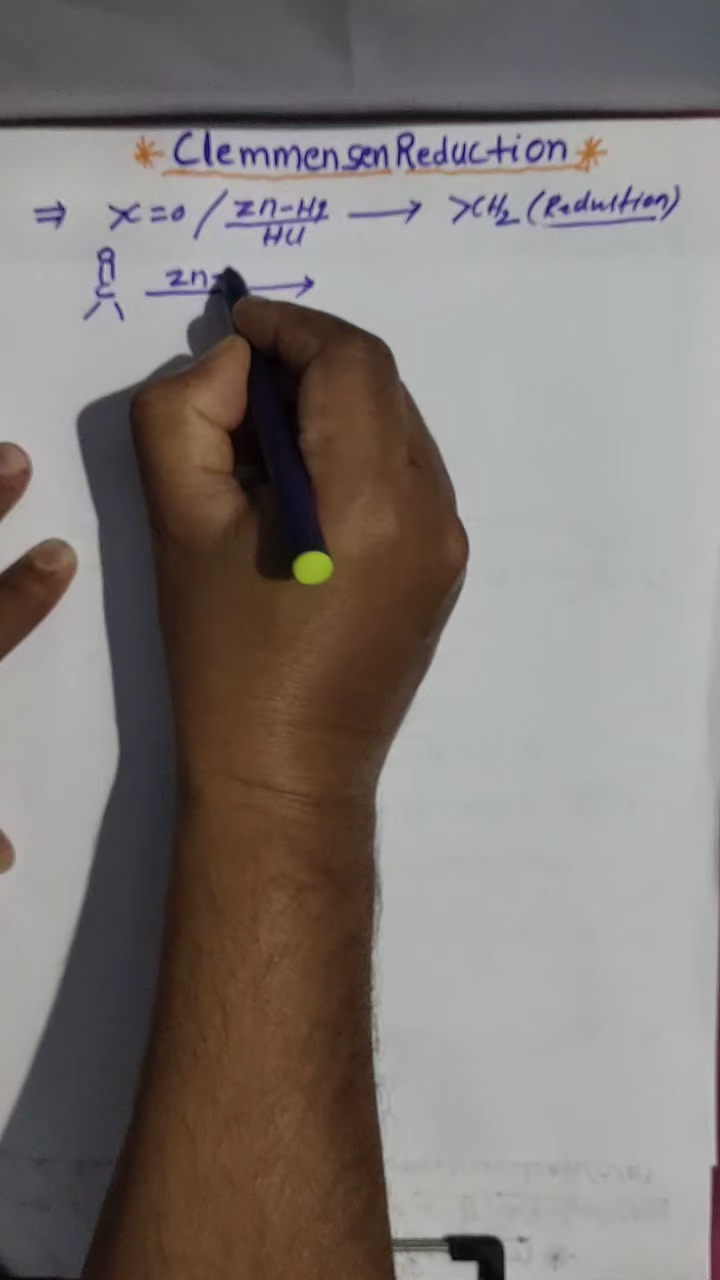 * Clemmensen Reduction *
⇒ >C=O / Zn-Hg/HCl → >CH₂ (Reduction)
O
C Zn- →